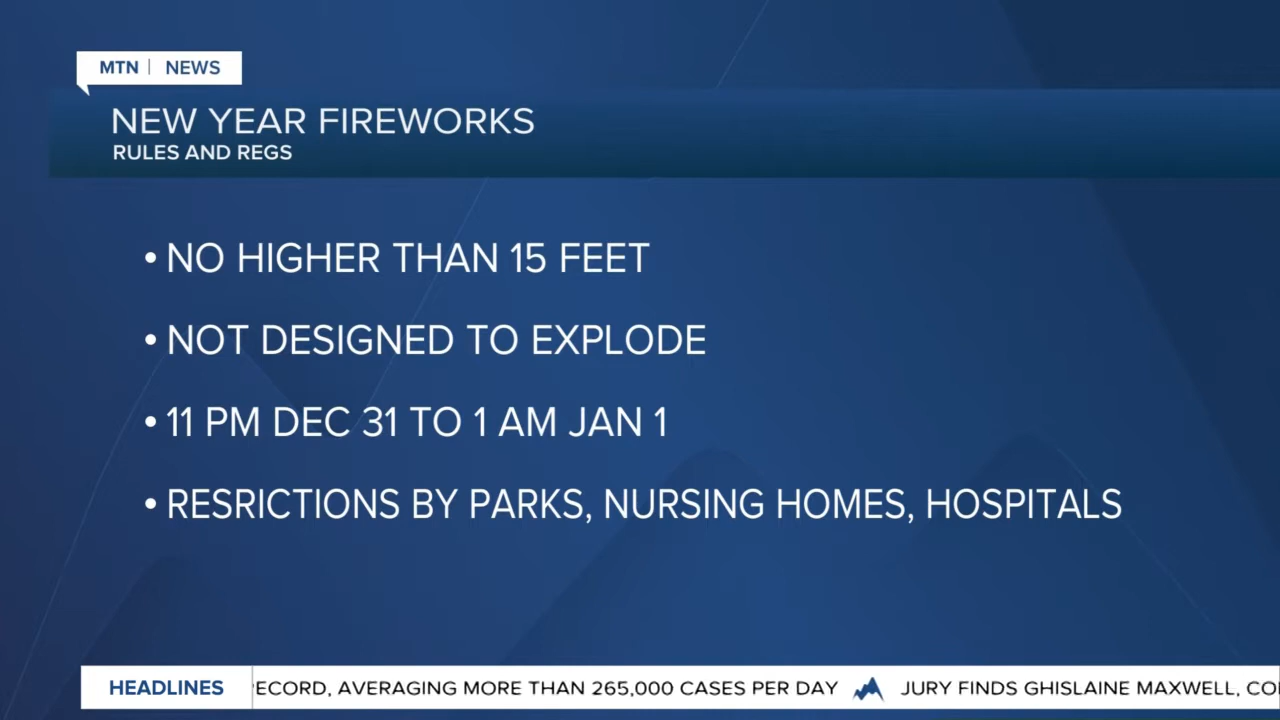 MTN | NEWS
NEW YEAR FIREWORKS
RULES AND REGS
• NO HIGHER THAN 15 FEET
• NOT DESIGNED TO EXPLODE
• 11 PM DEC 31 TO 1 AM JAN 1
• RESRICTIONS BY PARKS, NURSING HOMES, HOSPITALS
HEADLINES ECORD, AVERAGING MORE THAN 265,000 CASES PER DAY JURY FINDS GHISLAINE MAXWELL, CO